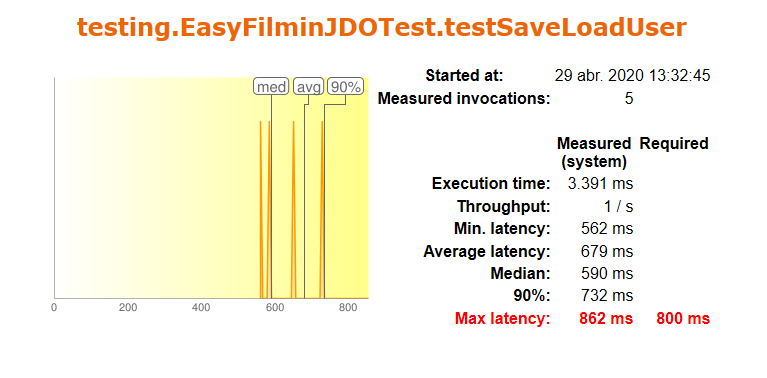 testing.EasyFilminJDOTest.testSaveLoadUser
med avg 90%
0 200 400 600 800
Started at: 29 abr. 2020 13:32:45
Measured invocations: 5
Measured Required
(system)
Execution time: 3.391 ms
Throughput: 1 / s
Min. latency: 562 ms
Average latency: 679 ms
Median: 590 ms
90%: 732 ms
Max latency: 862 ms 800 ms